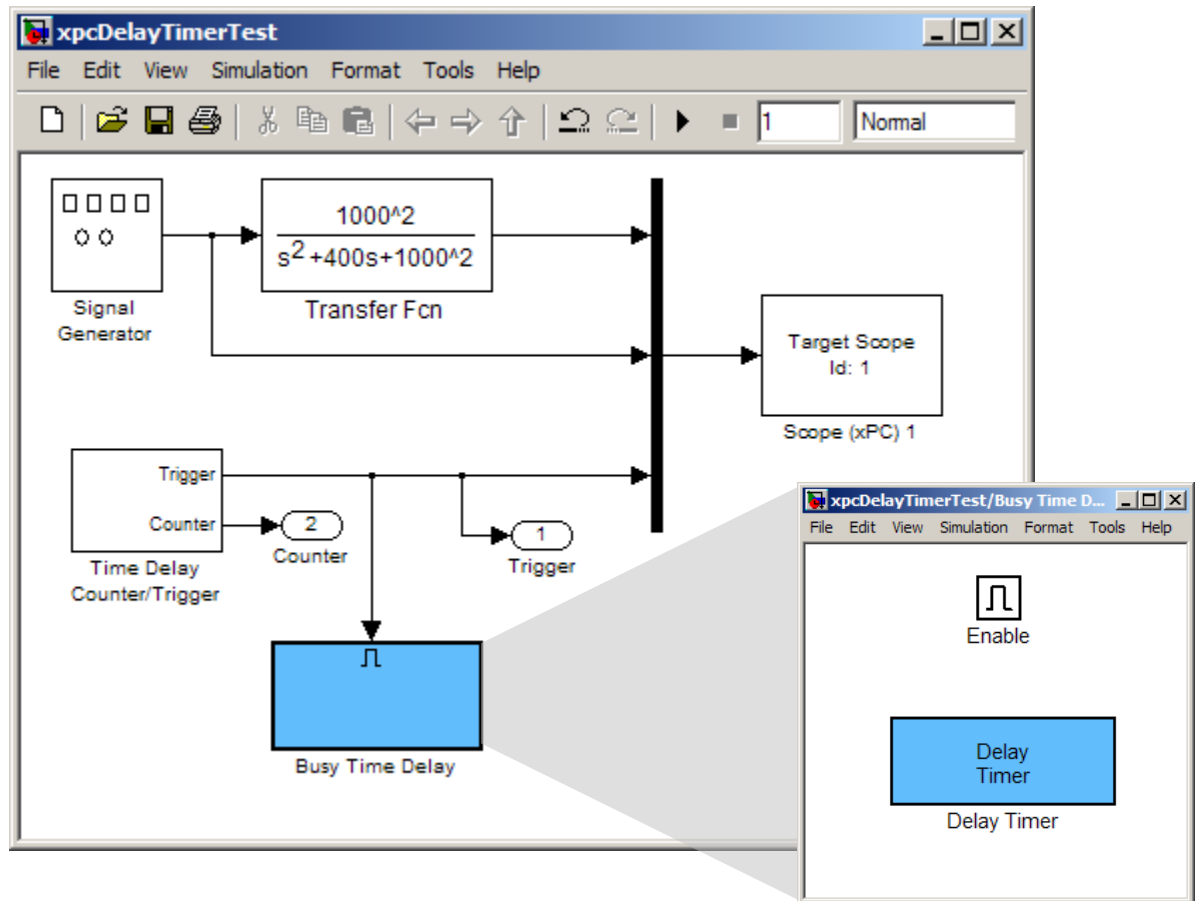 xpcDelayTimerTest
File Edit View Simulation Format Tools Help
1 Normal
1000^2
s2+400s+1000^2
Signal
Generator
Transfer Fcn
Target Scope
Id: 1
Scope (xPC) 1
Trigger
Counter
2
Counter
1
Trigger
Time Delay
Counter/Trigger
Busy Time Delay
xpcDelayTimerTest/Busy Time D...
File Edit View Simulation Format Tools Help
Enable
Delay
Timer
Delay Timer